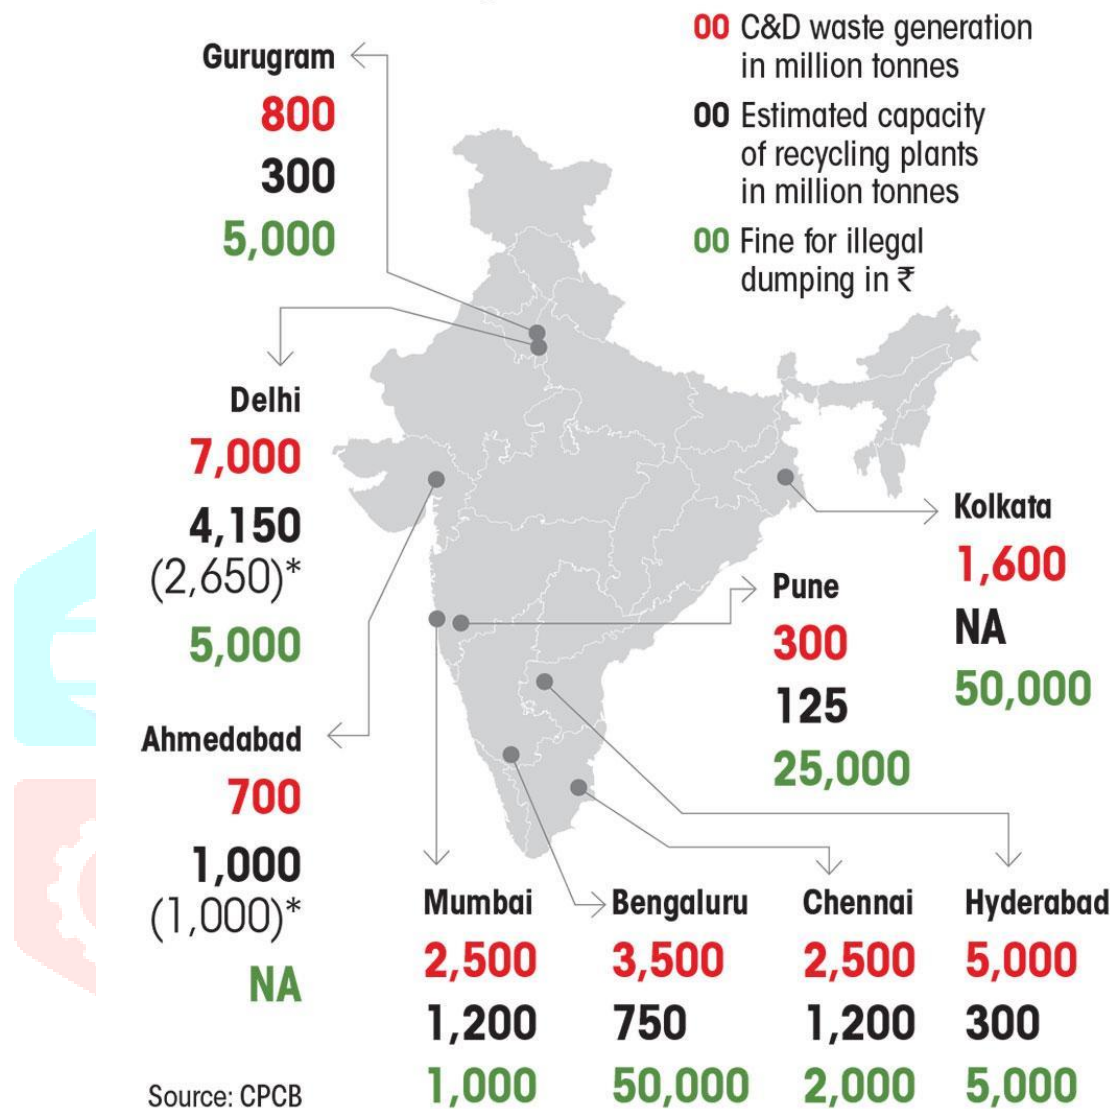 00 C&D waste generation
in million tonnes
00 Estimated capacity
of recycling plants
in million tonnes
00 Fine for illegal
dumping in ₹
Gurugram
800
300
5,000
Delhi
7,000
4,150
(2,650)*
5,000
Ahmedabad
700
1,000
(1,000)*
NA
Kolkata
1,600
NA
50,000
Pune
300
125
25,000
Mumbai
2,500
1,200
1,000
Bengaluru
3,500
750
50,000
Chennai
2,500
1,200
2,000
Hyderabad
5,000
300
5,000
Source: CPCB